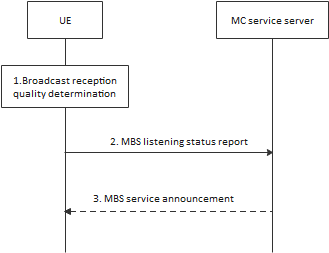 UE
MC service server
1.Broadcast reception
quality determination
2. MBS listening status report
3. MBS service announcement